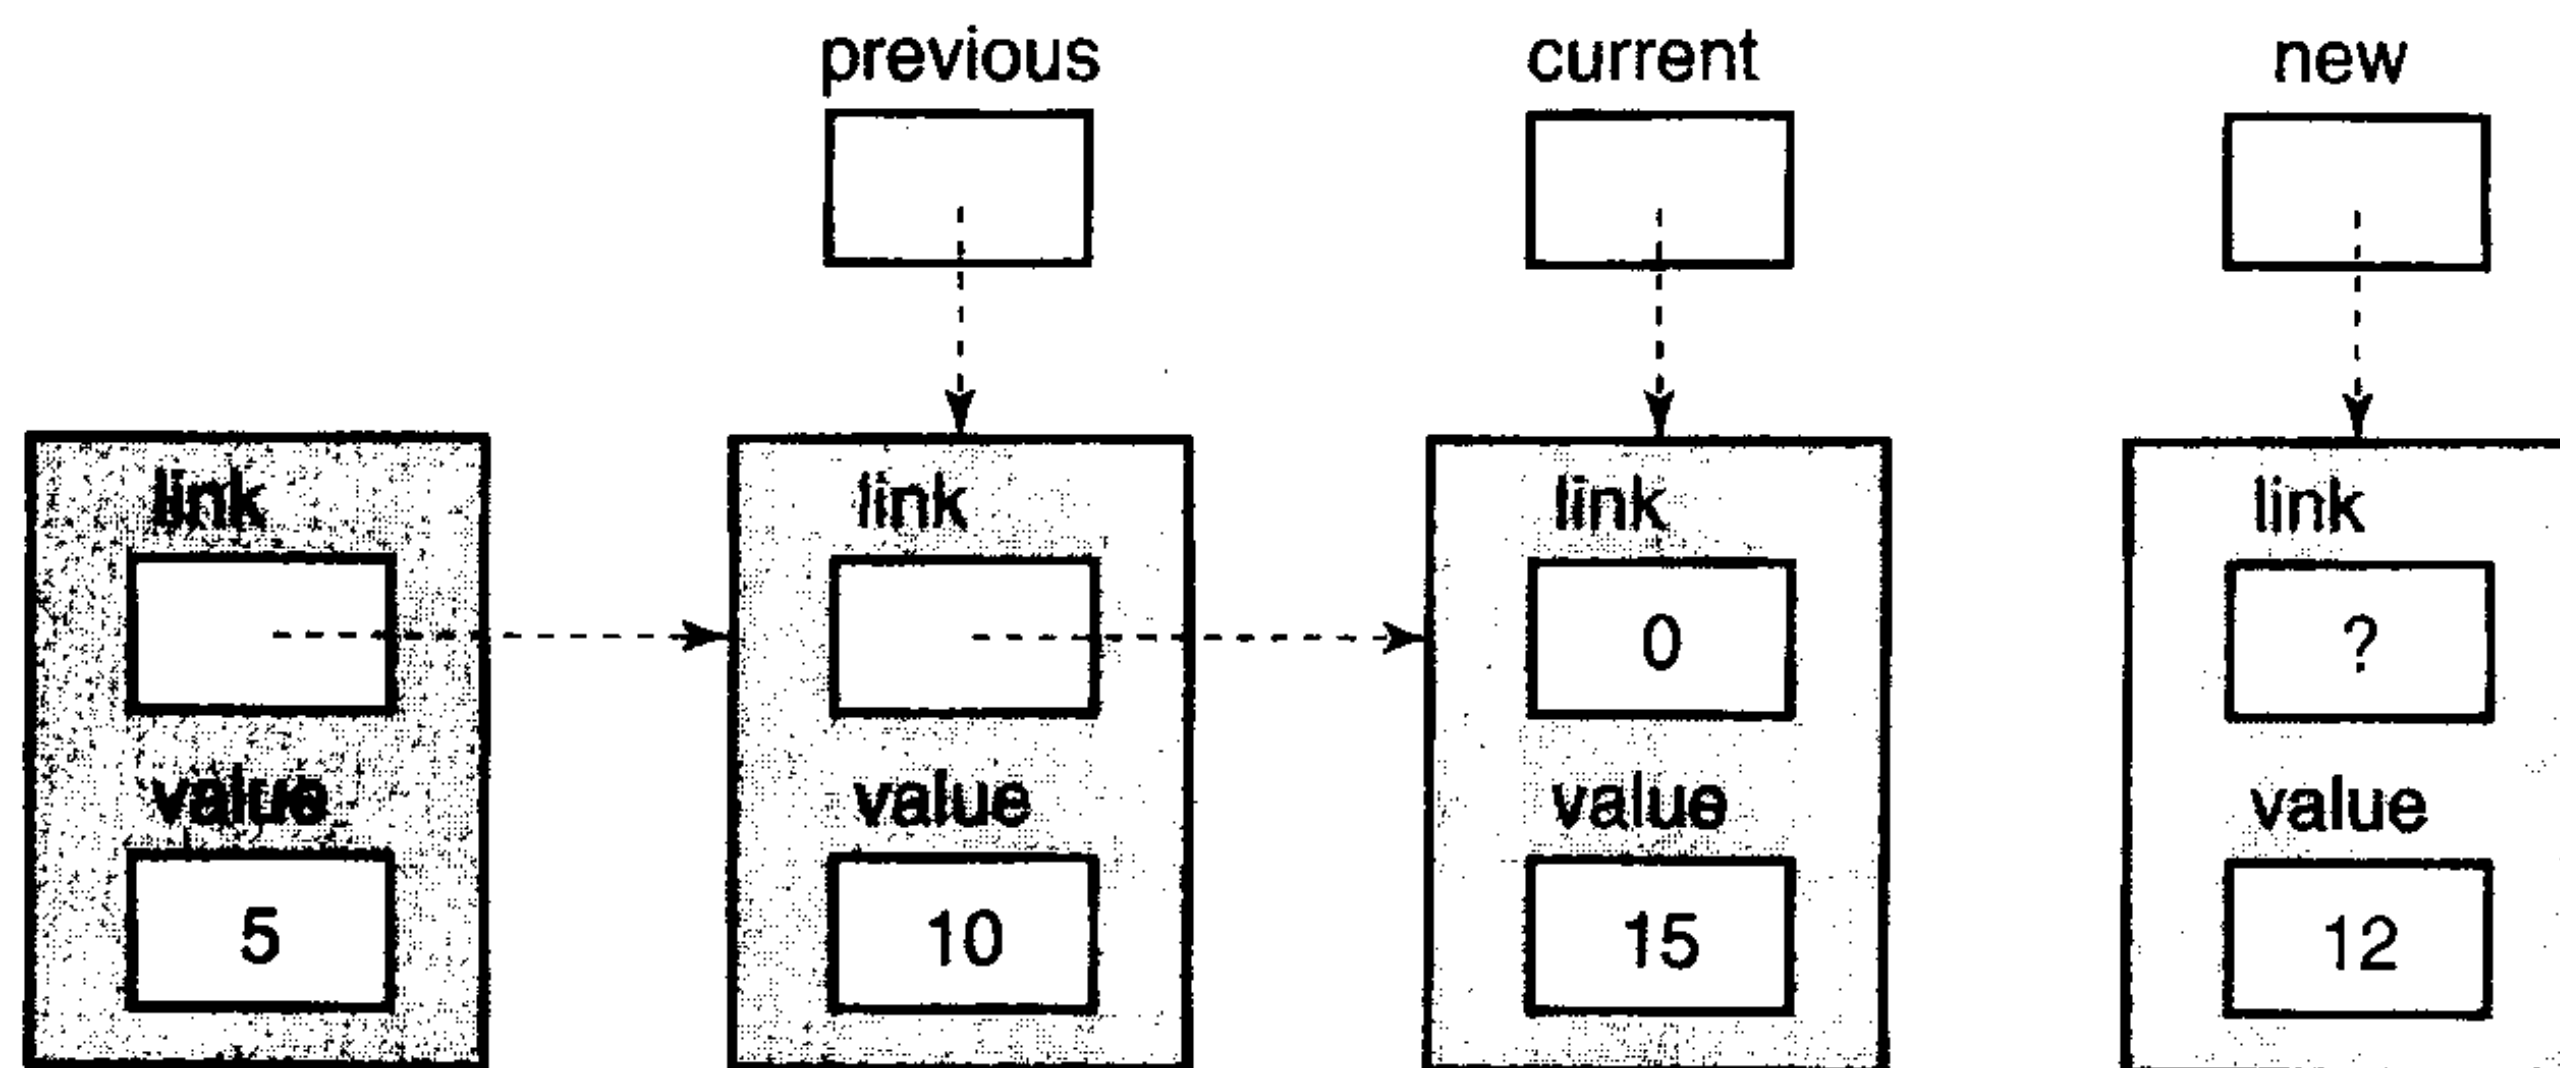 previous current new
link link link link
0 ?
value value value value
5 10 15 12